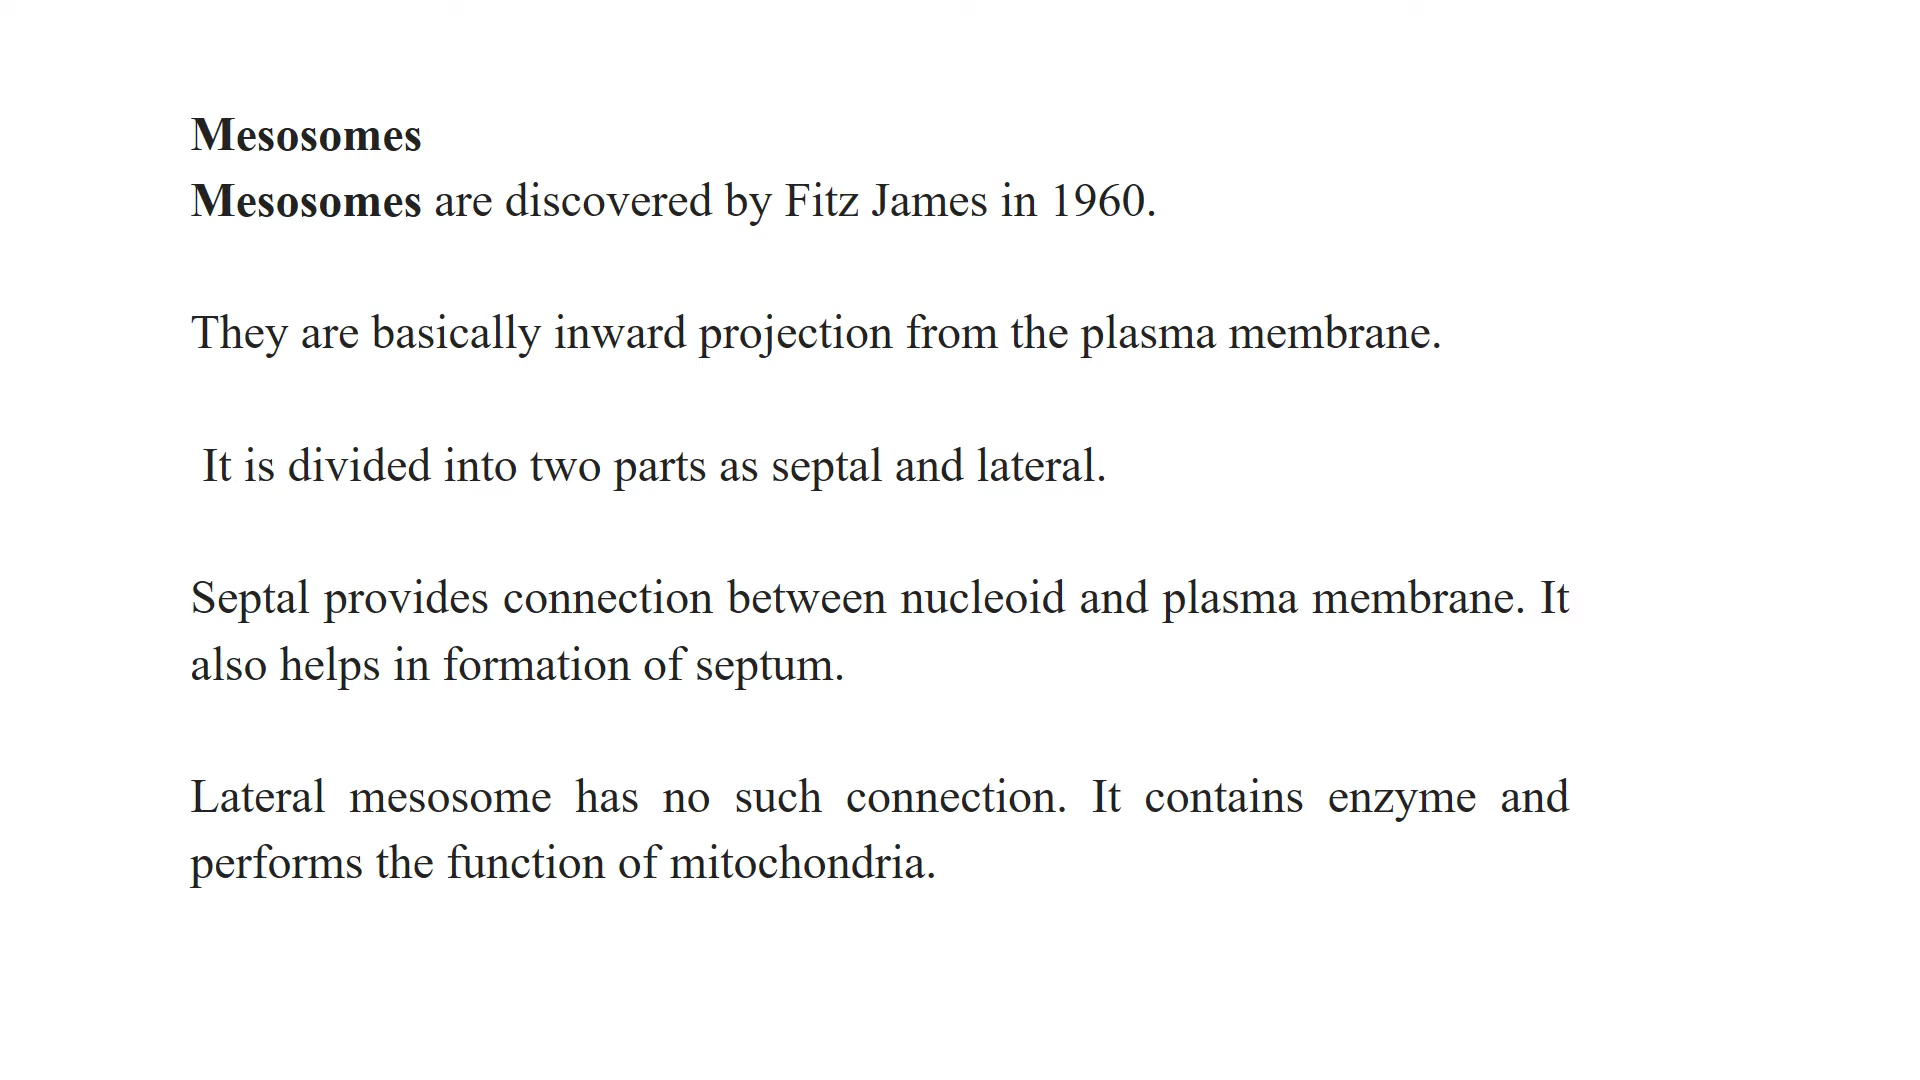 Mesosomes
Mesosomes are discovered by Fitz James in 1960.
They are basically inward projection from the plasma membrane.
It is divided into two parts as septal and lateral.
Septal provides connection between nucleoid and plasma membrane. It
also helps in formation of septum.
Lateral mesosome has no such connection. It contains enzyme and
performs the function of mitochondria.